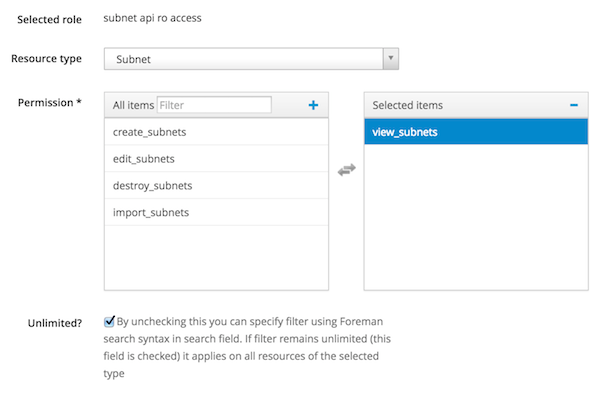 Selected role subnet api ro access
Resource type Subnet
Permission * All items Filter Selected items
create_subnets view_subnets
edit_subnets
destroy_subnets
import_subnets
Unlimited? By unchecking this you can specify filter using Foreman
search syntax in search field. If filter remains unlimited (this
field is checked) it applies on all resources of the selected
type